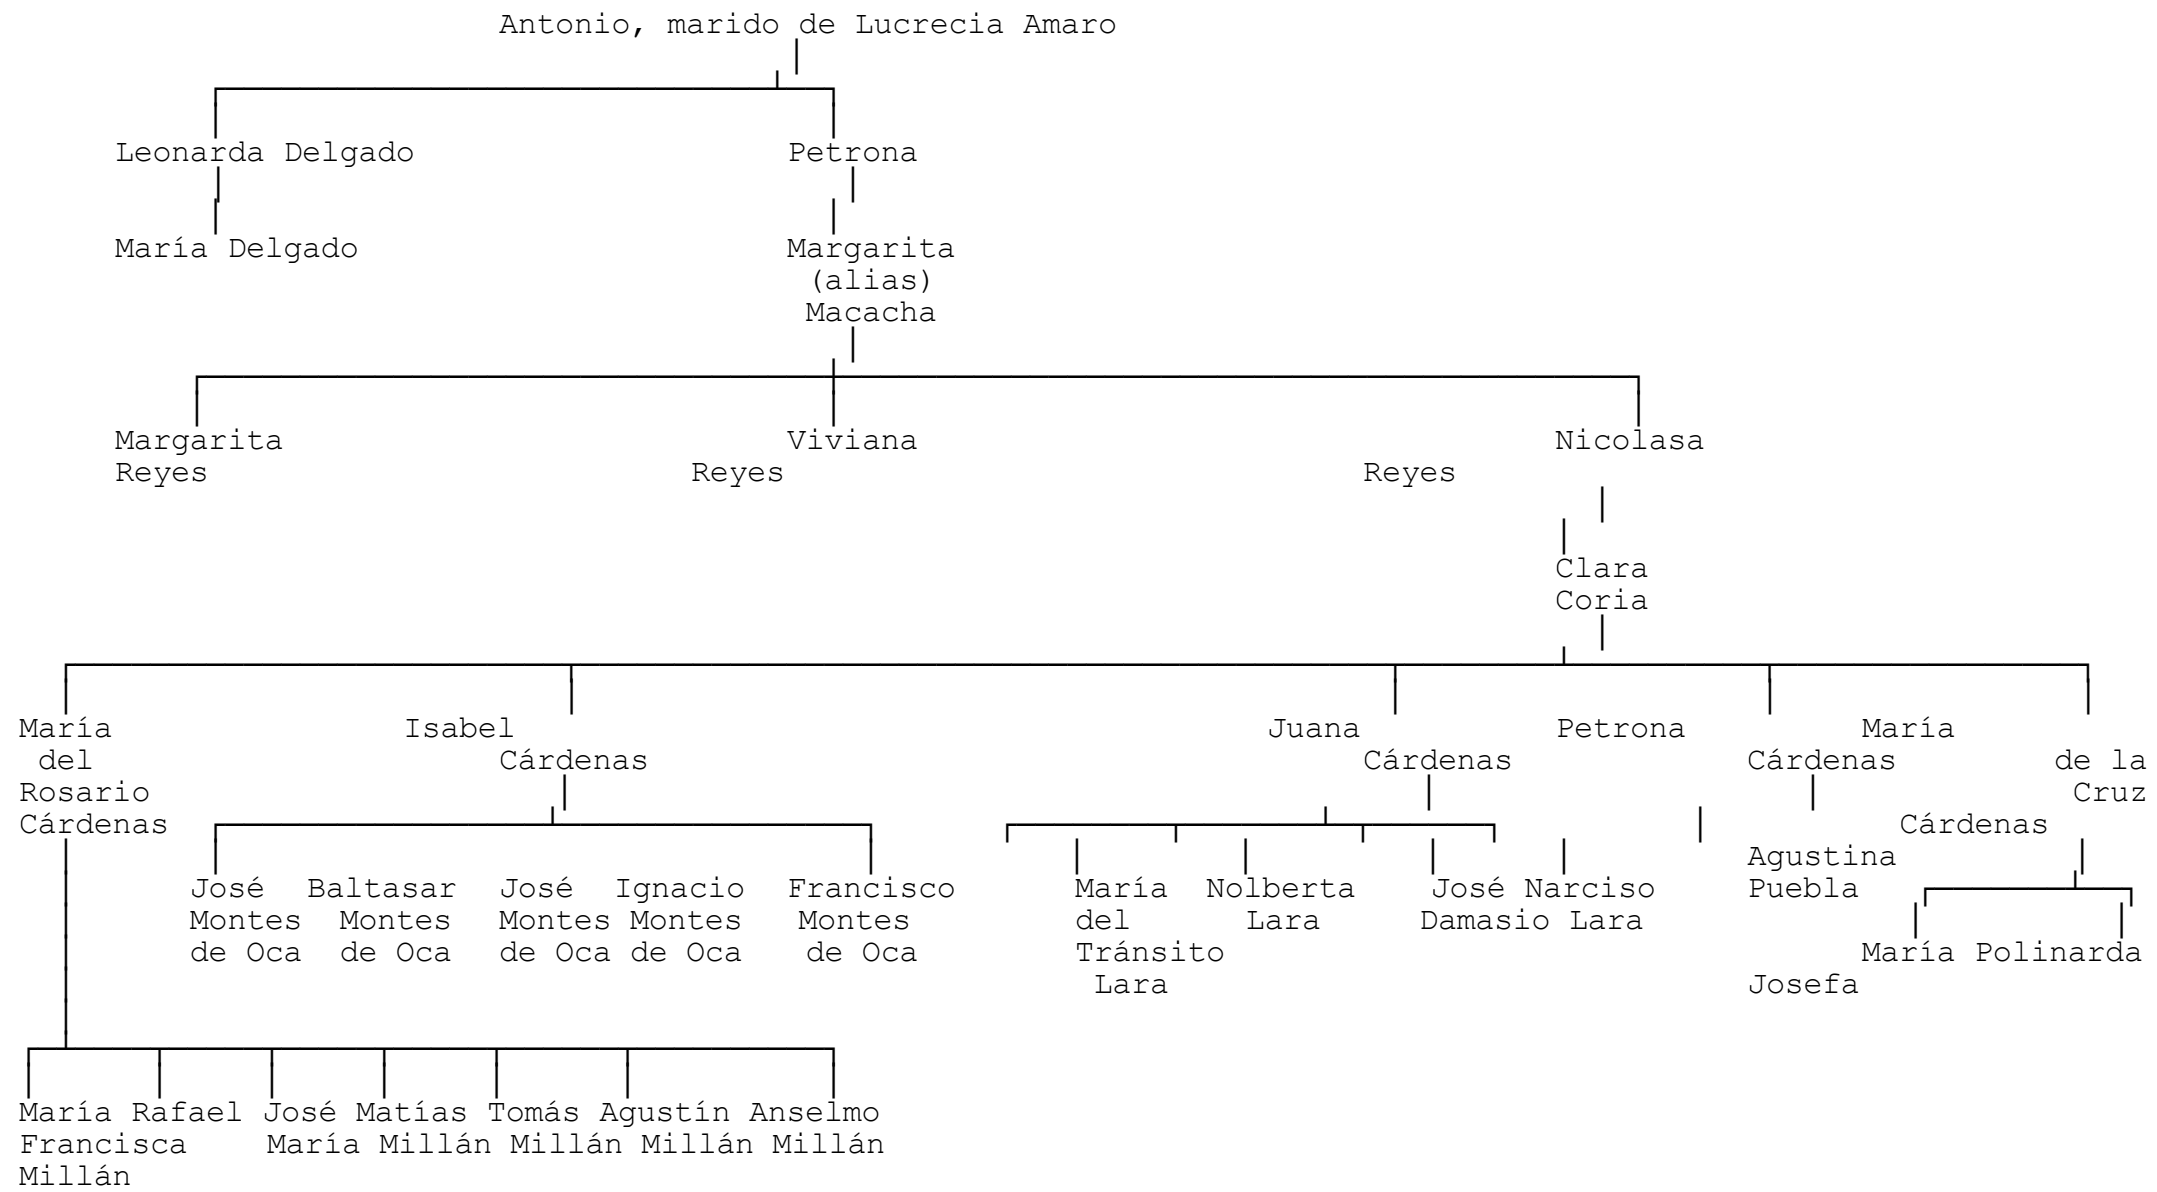 Antonio, marido de Lucrecia Amaro
Leonarda Delgado Petrona
María Delgado Margarita
(alias)
Macacha
Margarita Viviana Nicolasa
Reyes Reyes Reyes
Clara
Coria
María Isabel Juana Petrona María
del Cárdenas Cárdenas Cárdenas de la
Rosario Cruz
Cárdenas Cárdenas
Agustina
José Baltasar José Ignacio Francisco María Nolberta José Narciso Puebla
Montes Montes Montes Montes Montes del Lara Damasio Lara
de Oca de Oca de Oca de Oca de Oca Tránsito María Polinarda
Lara Josefa
María Rafael José Matías Tomás Agustín Anselmo
Francisca María Millán Millán Millán Millán
Millán